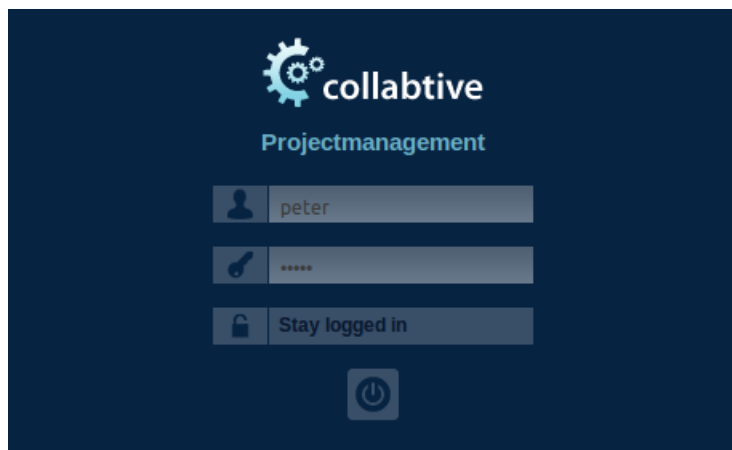 collabtive
Projectmanagement
peter
•••••
Stay logged in